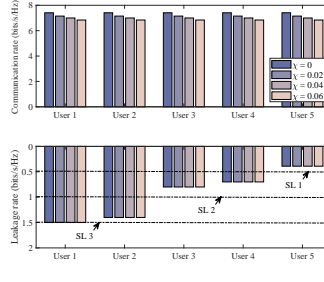 Communication rate (bits/s/Hz)
8
6
4
2
0
User 1 User 2 User 3 User 4 User 5
χ = 0
χ = 0.02
χ = 0.04
χ = 0.06
Leakage rate (bits/s/Hz)
0
0.5
1
1.5
2
SL 1
SL 2
SL 3
User 1 User 2 User 3 User 4 User 5